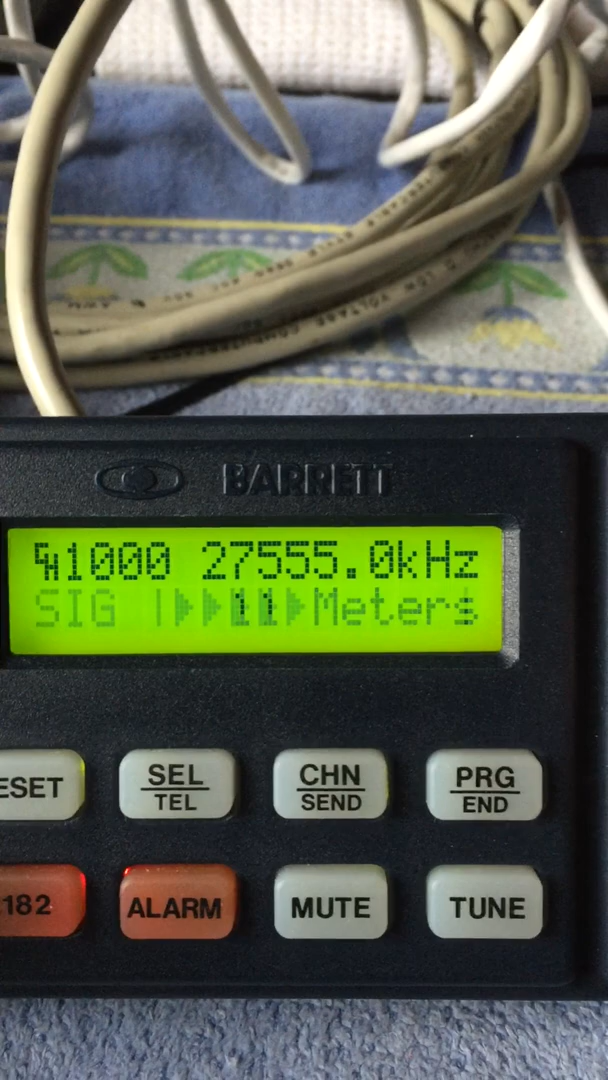 BARRETT
1000 27555.0kHz
SIG 11 Meters
ESET
SEL
TEL
CHN
SEND
PRG
END
182
ALARM
MUTE
TUNE